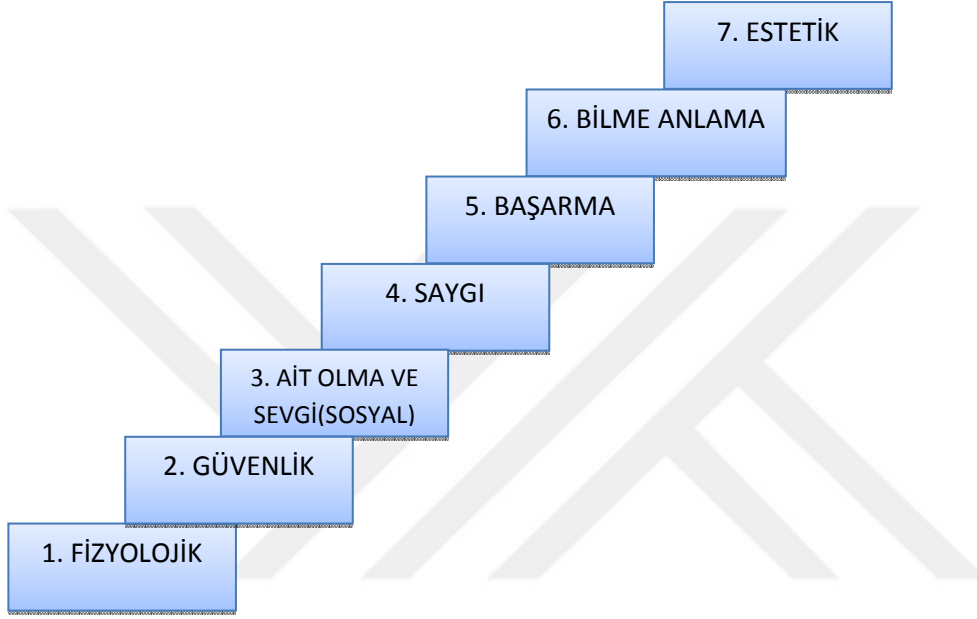 7. ESTETİK
6. BİLME ANLAMA
5. BAŞARMA
4. SAYGI
3. AİT OLMA VE
SEVGİ(SOSYAL)
2. GÜVENLİK
1. FİZYOLOJİK